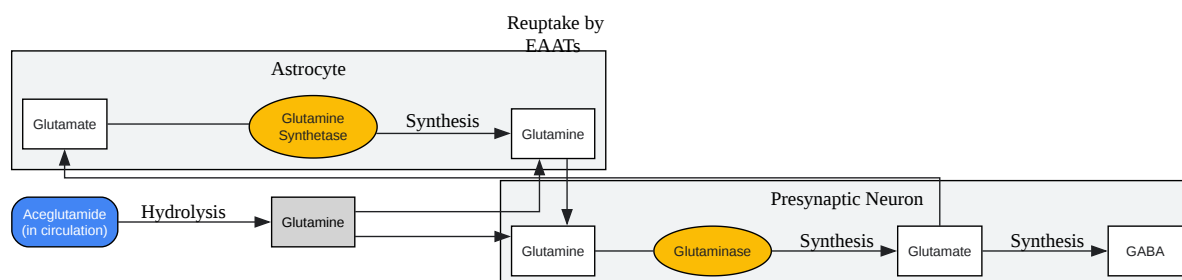 Reuptake by
EAATs
Astrocyte
Glutamate
Glutamine
Synthetase
Synthesis
Glutamine
Aceglutamide
(in circulation)
Hydrolysis
Glutamine
Presynaptic Neuron
Glutamine
Glutaminase
Synthesis
Glutamate
Synthesis
GABA